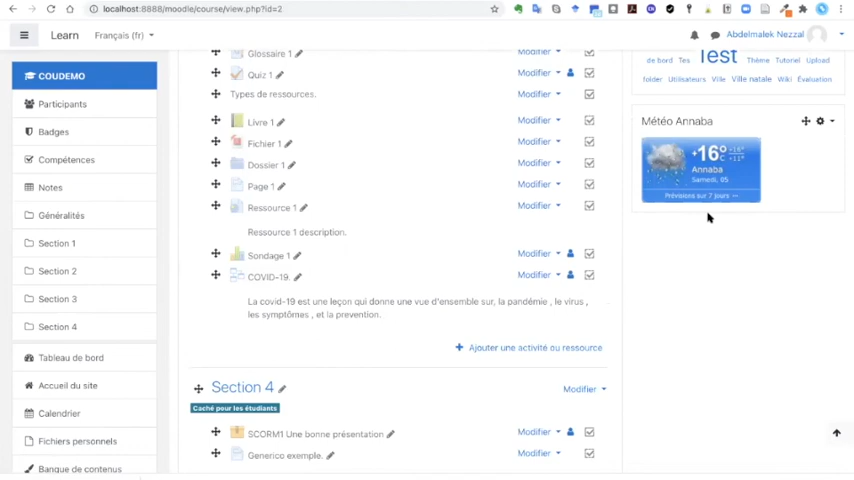 localhost:8888/moodle/course/view.php?id=2
Learn
Français (fr)
Abdelmalek Nezzal
COUDEMO
Participants
Badges
Compétences
Notes
Généralités
Section 1
Section 2
Section 3
Section 4
Tableau de bord
Accueil du site
Calendrier
Fichiers personnels
Banque de contenus
Glossaire 1 Modifier
Quiz 1 Modifier
Types de ressources. Modifier
Livre 1 Modifier
Fichier 1 Modifier
Dossier 1 Modifier
Page 1 Modifier
Ressource 1 Modifier
Ressource 1 description.
Sondage 1 Modifier
COVID-19. Modifier
La covid-19 est une leçon qui donne une vue d'ensemble sur, la pandémie , le virus ,
les symptômes , et la prevention.
+ Ajouter une activité ou ressource
Section 4 Modifier
Caché pour les étudiants
SCORM1 Une bonne présentation Modifier
Generico exemple. Modifier
de bord Tes Test Thème Tutoriel Upload
folder Utilisateurs Ville Ville natale Wiki Évaluation
Météo Annaba
+16°C +16° +11°
Annaba
Samedi, 05
Prévisions sur 7 jours